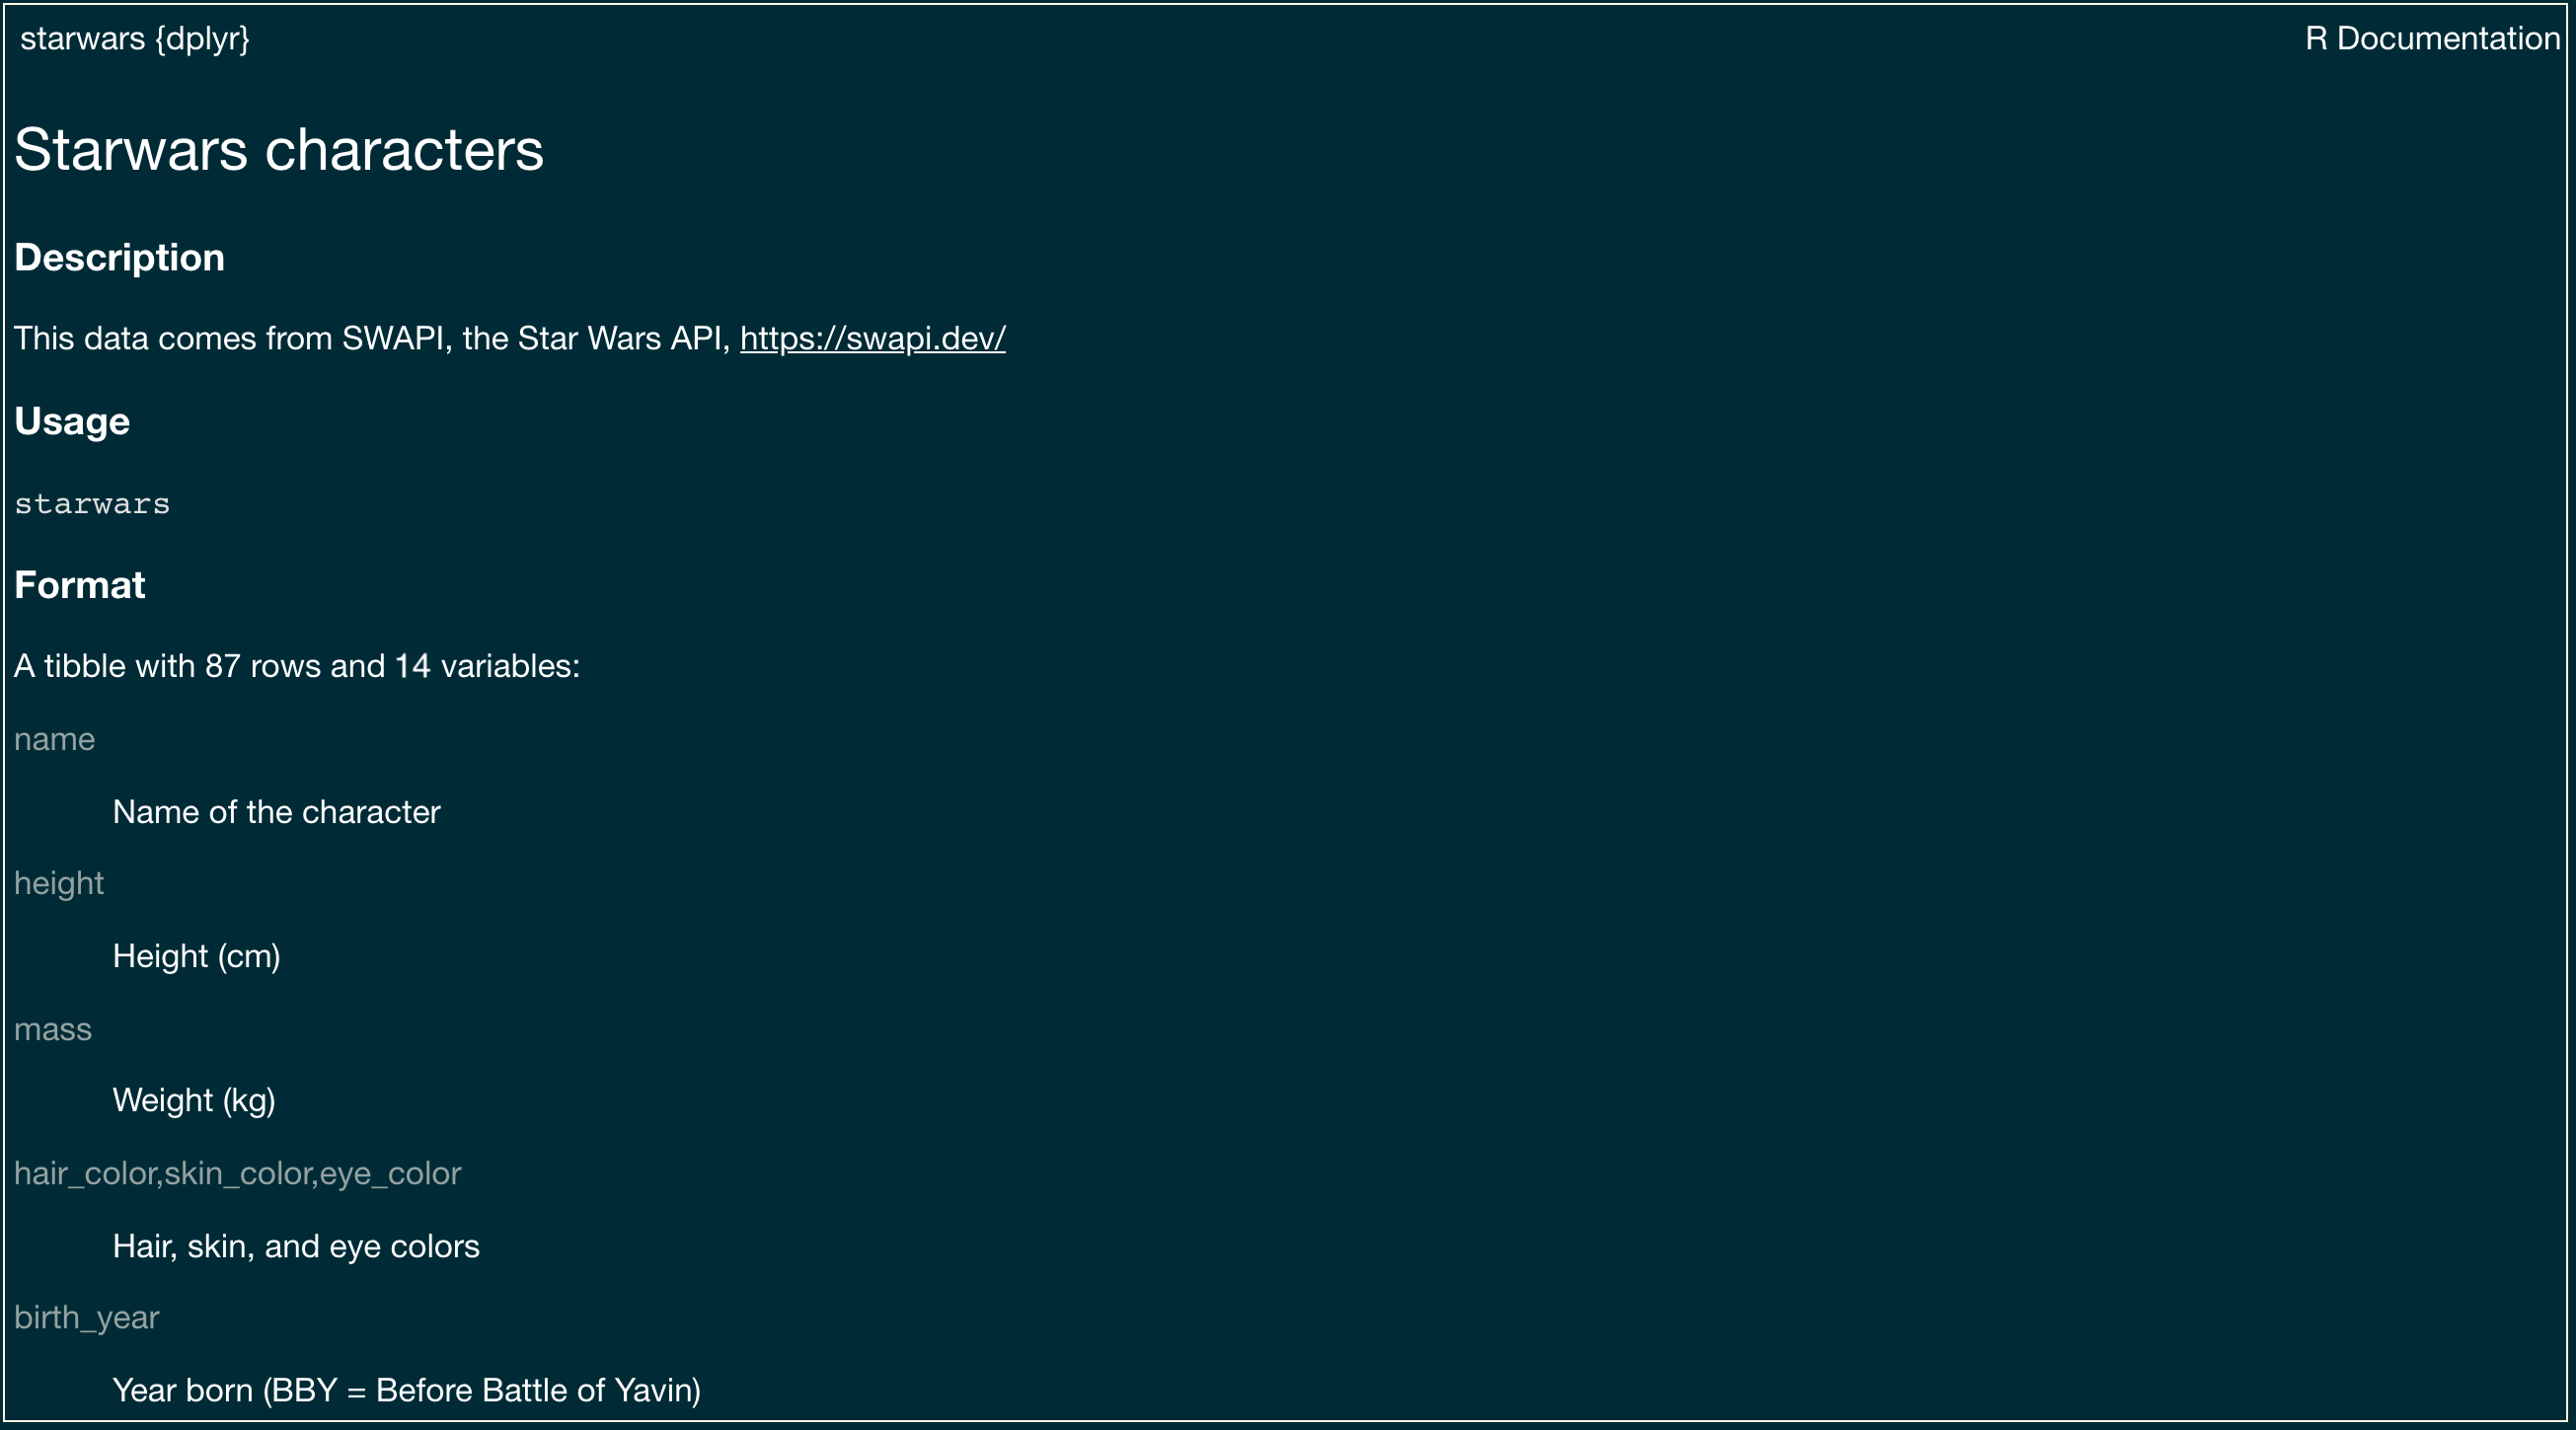 starwars {dplyr} R Documentation
Starwars characters
Description
This data comes from SWAPI, the Star Wars API, https://swapi.dev/
Usage
starwars
Format
A tibble with 87 rows and 14 variables:
name
Name of the character
height
Height (cm)
mass
Weight (kg)
hair_color,skin_color,eye_color
Hair, skin, and eye colors
birth_year
Year born (BBY = Before Battle of Yavin)